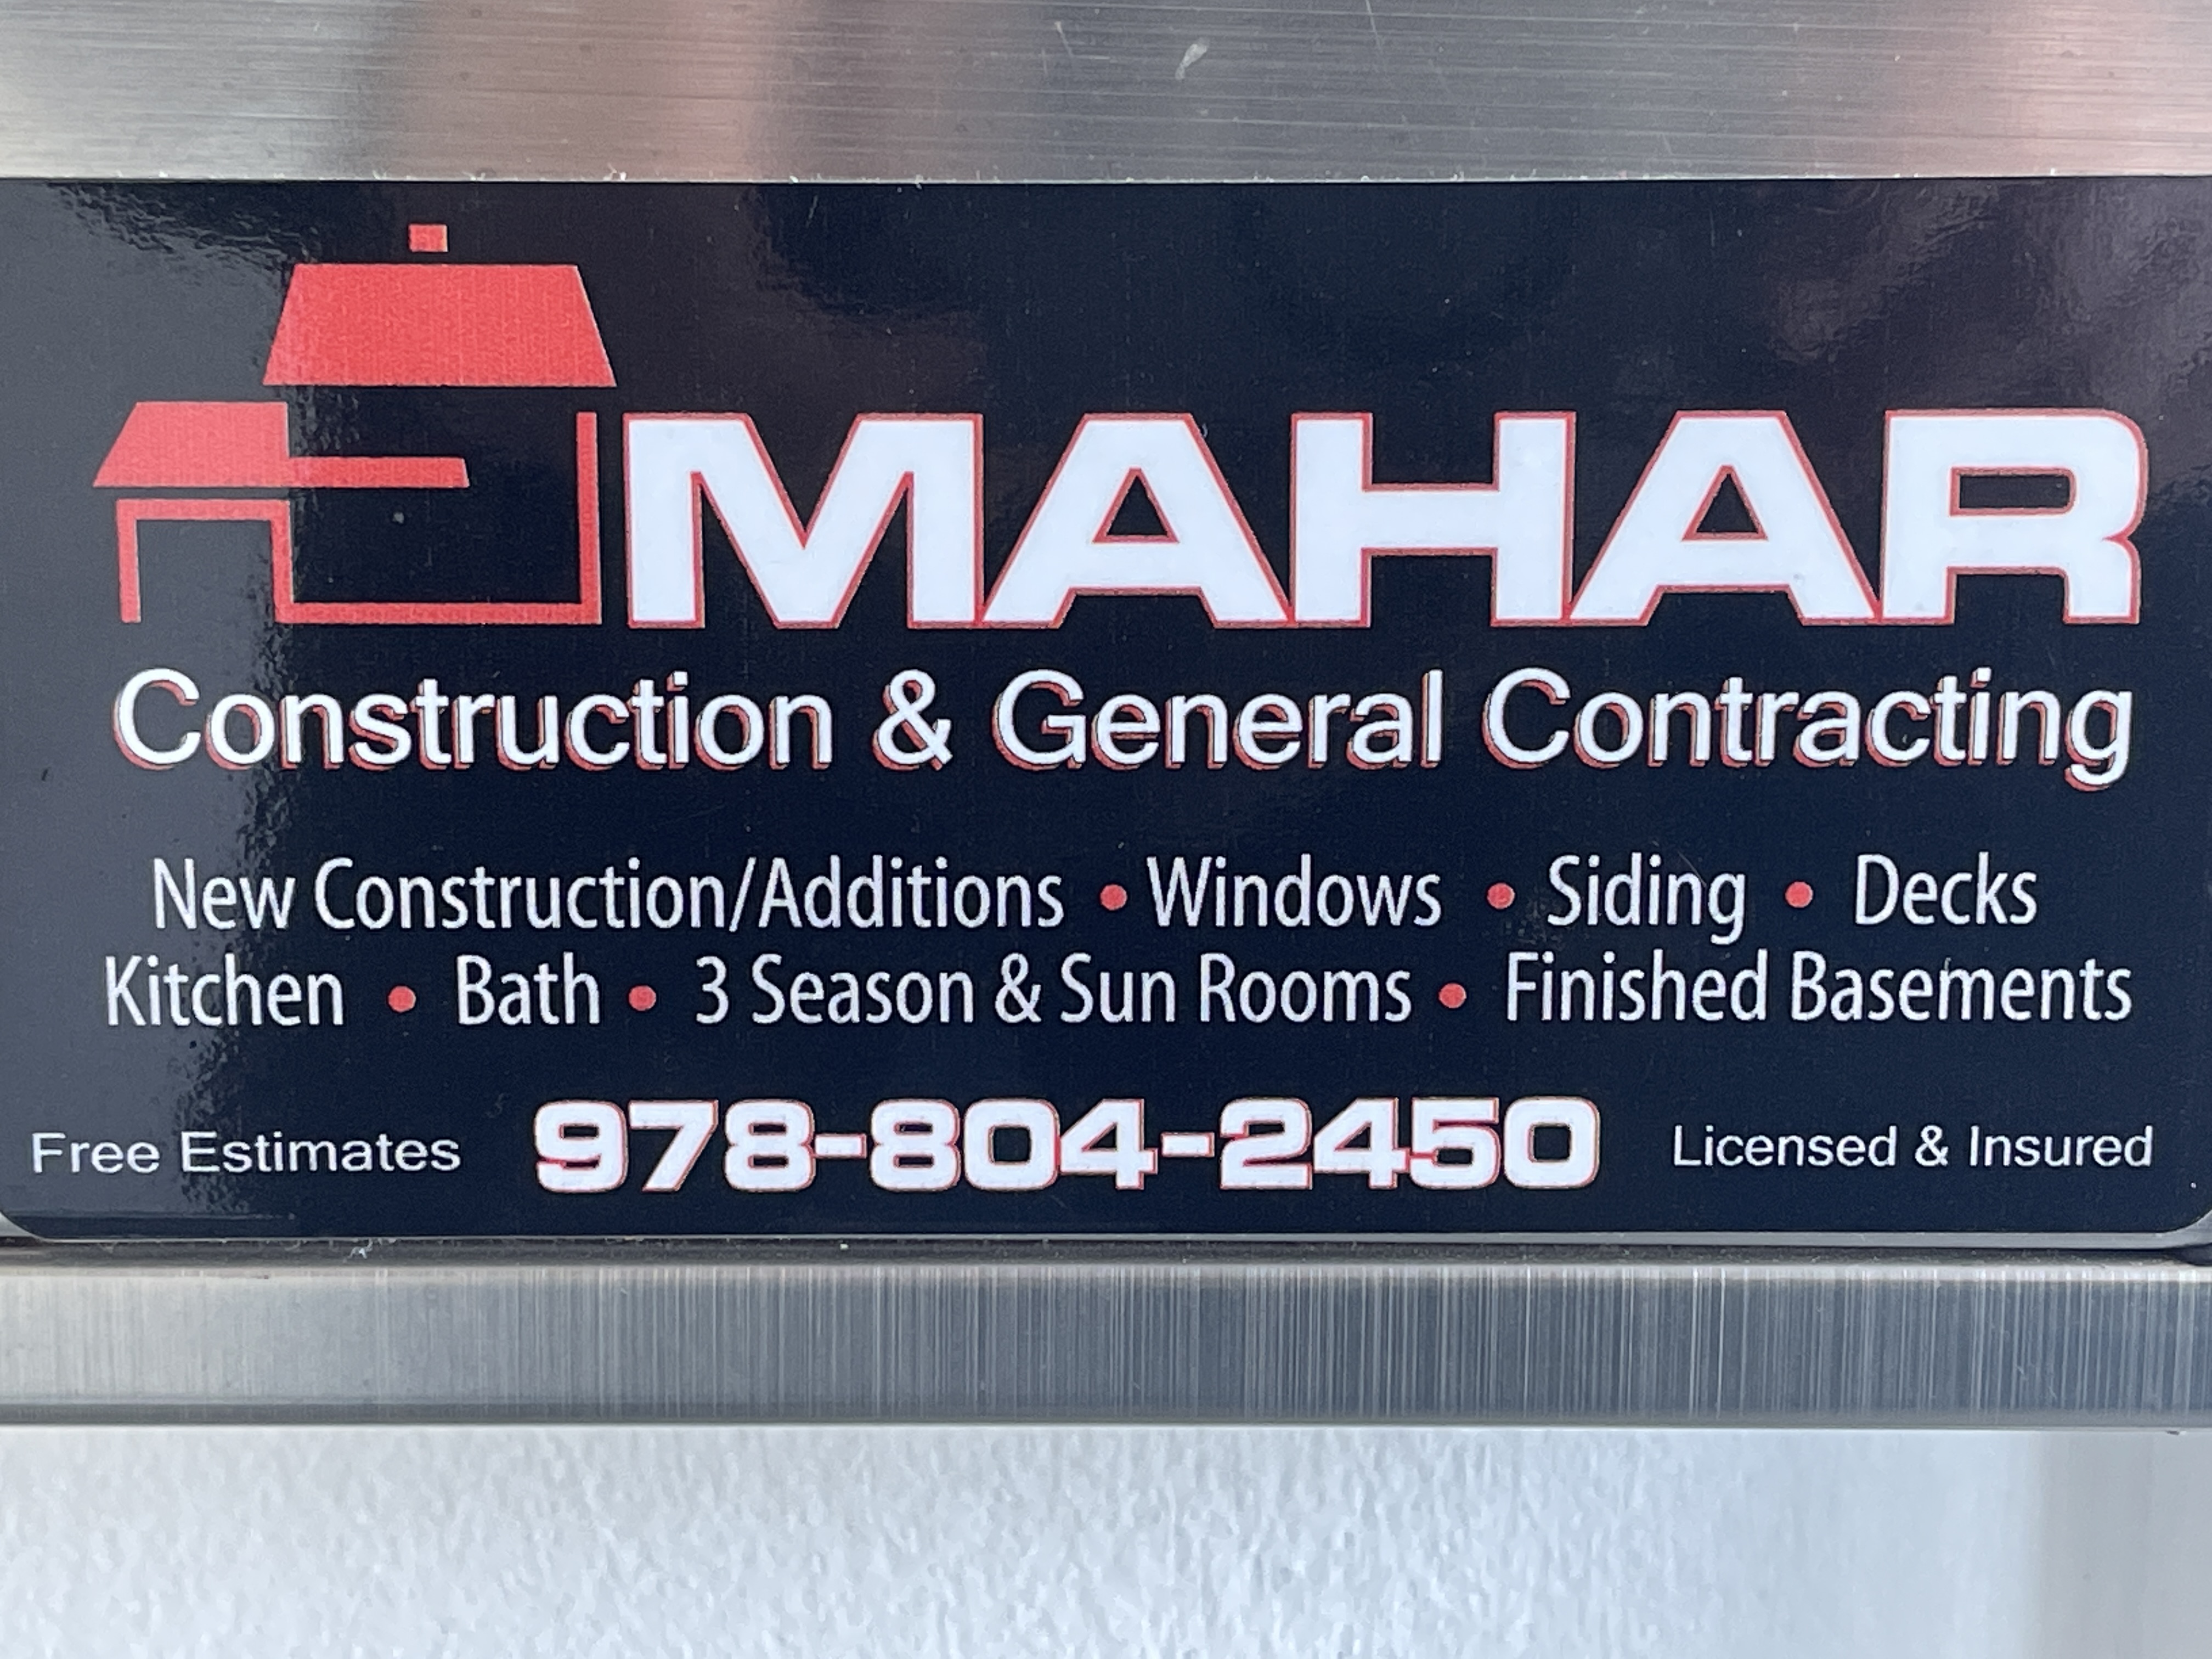 MAHAR
Construction & General Contracting
New Construction/Additions • Windows • Siding • Decks
Kitchen • Bath • 3 Season & Sun Rooms • Finished Basements
Free Estimates 978-804-2450 Licensed & Insured